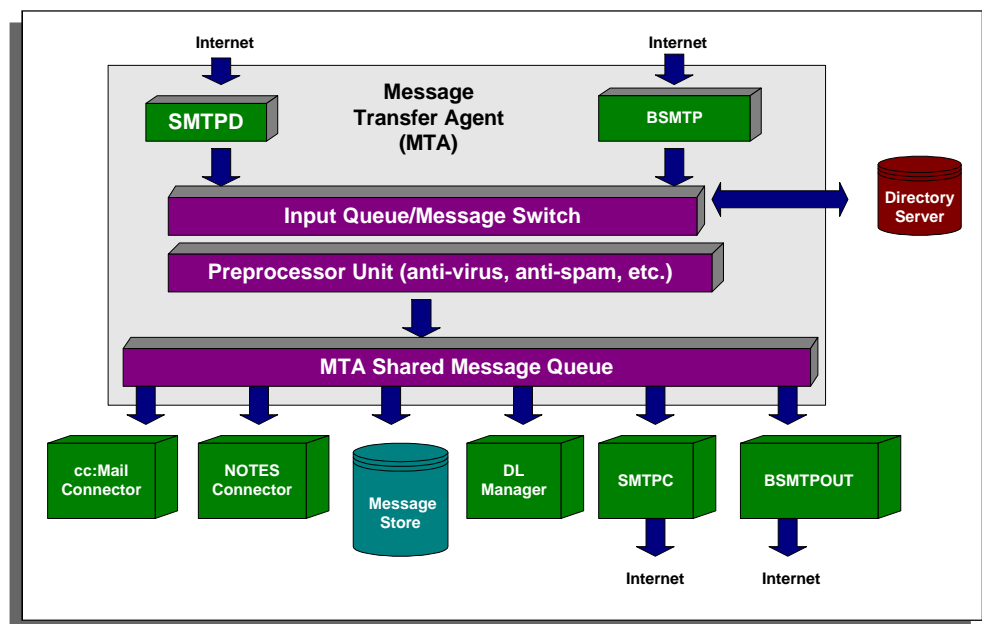 Internet
Internet
Message
Transfer Agent
(MTA)
SMTPD
BSMTP
Input Queue/Message Switch
Directory
Server
Preprocessor Unit (anti-virus, anti-spam, etc.)
MTA Shared Message Queue
cc:Mail
Connector
NOTES
Connector
Message
Store
DL
Manager
SMTPC
BSMTPOUT
Internet
Internet